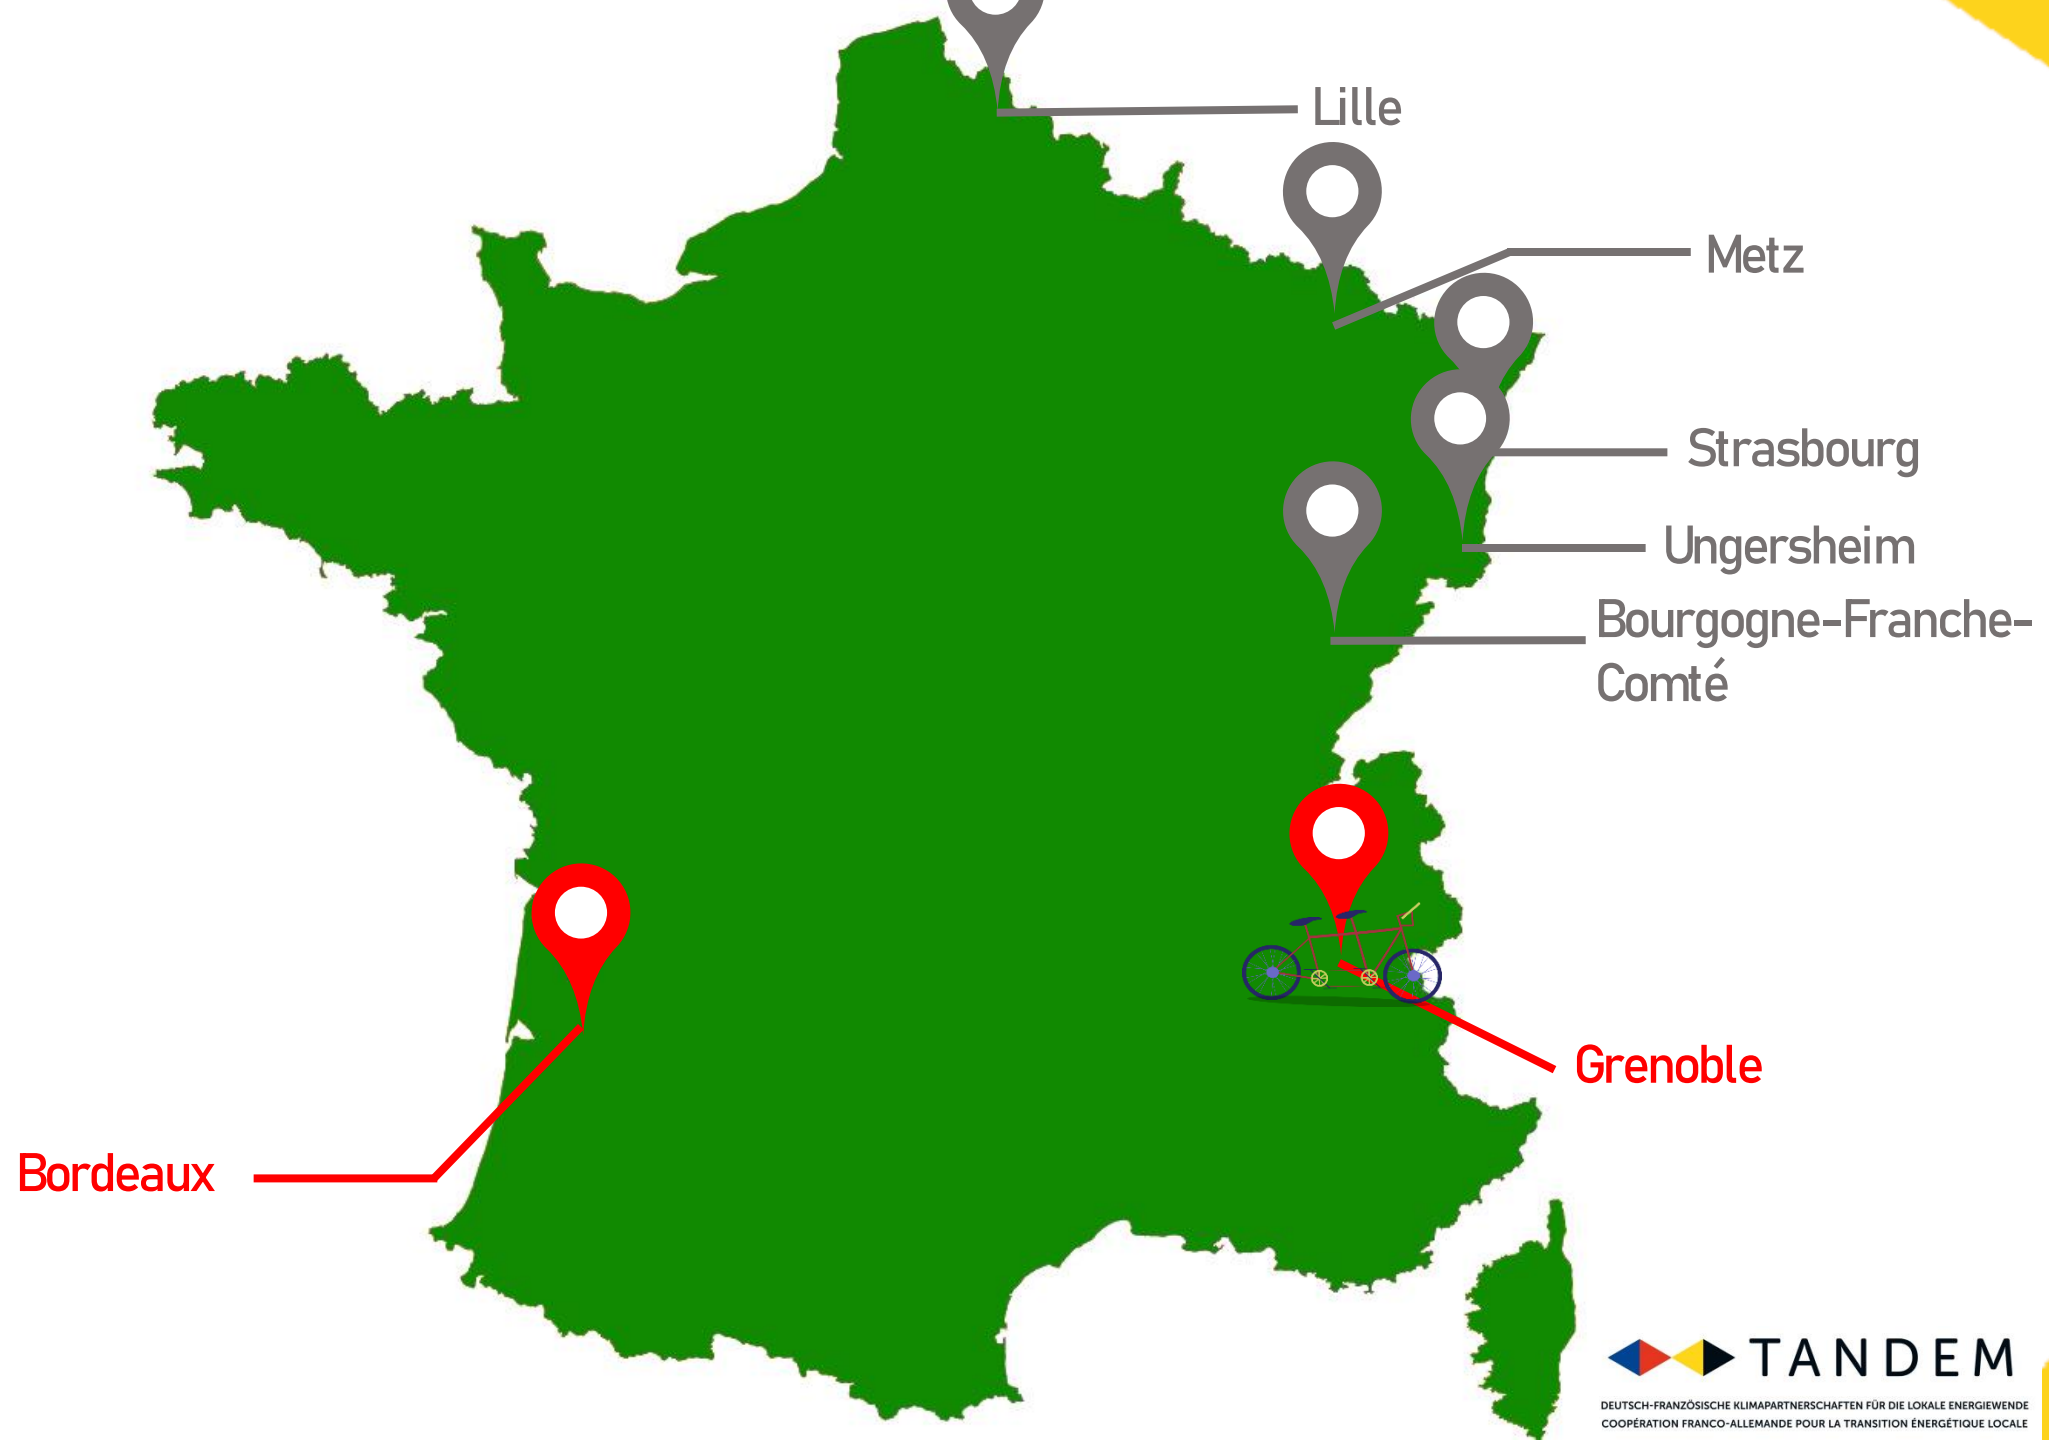 Lille
Metz
Strasbourg
Ungersheim
Bourgogne-Franche-
Comté
Grenoble
Bordeaux
TANDEM
DEUTSCH-FRANZÖSISCHE KLIMAPARTNERSCHAFTEN FÜR DIE LOKALE ENERGIEWENDE
COOPÉRATION FRANCO-ALLEMANDE POUR LA TRANSITION ÉNERGÉTIQUE LOCALE